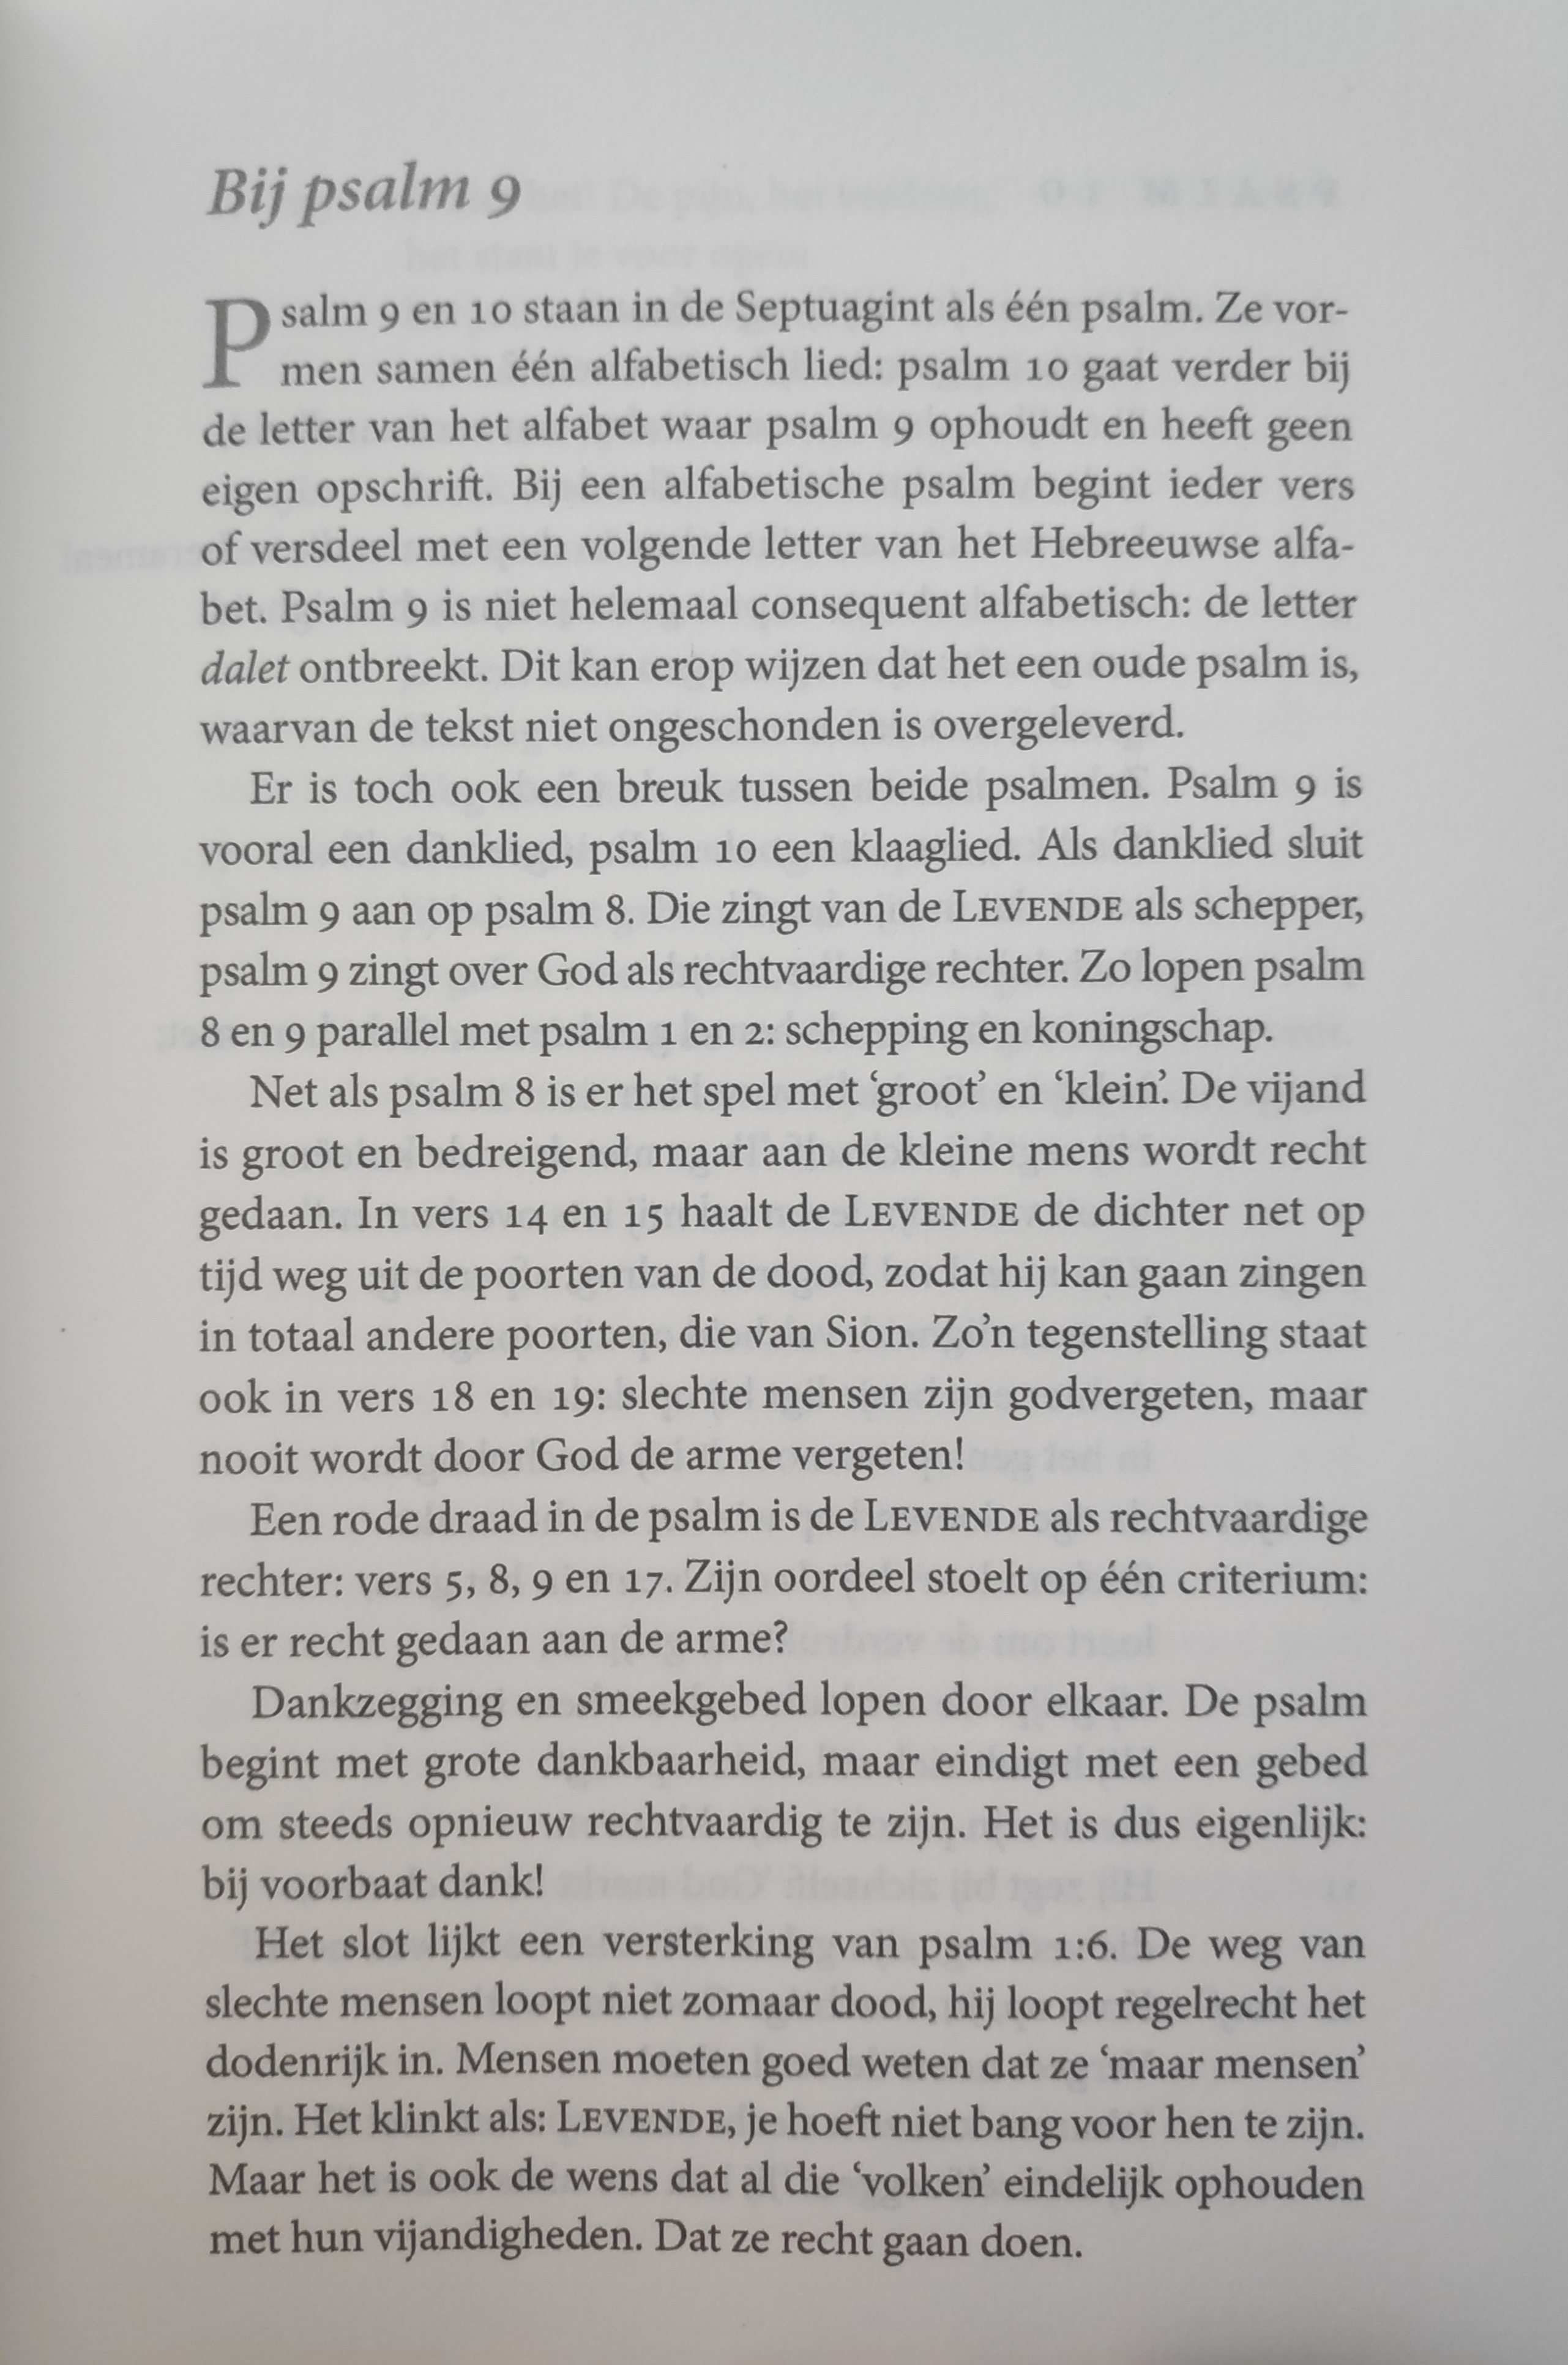 Bij psalm 9
Psalm 9 en 10 staan in de Septuagint als één psalm. Ze vor-
men samen één alfabetisch lied: psalm 10 gaat verder bij
de letter van het alfabet waar psalm 9 ophoudt en heeft geen
eigen opschrift. Bij een alfabetische psalm begint ieder vers
of versdeel met een volgende letter van het Hebreeuwse alfa-
bet. Psalm 9 is niet helemaal consequent alfabetisch: de letter
dalet ontbreekt. Dit kan erop wijzen dat het een oude psalm is,
waarvan de tekst niet ongeschonden is overgeleverd.
Er is toch ook een breuk tussen beide psalmen. Psalm 9 is
vooral een danklied, psalm 10 een klaaglied. Als danklied sluit
psalm 9 aan op psalm 8. Die zingt van de LEVENDE als schepper,
psalm 9 zingt over God als rechtvaardige rechter. Zo lopen psalm
8 en 9 parallel met psalm 1 en 2: schepping en koningschap.
Net als psalm 8 is er het spel met ‘groot’ en ‘klein’. De vijand
is groot en bedreigend, maar aan de kleine mens wordt recht
gedaan. In vers 14 en 15 haalt de LEVENDE de dichter net op
tijd weg uit de poorten van de dood, zodat hij kan gaan zingen
in totaal andere poorten, die van Sion. Zo’n tegenstelling staat
ook in vers 18 en 19: slechte mensen zijn godvergeten, maar
nooit wordt door God de arme vergeten!
Een rode draad in de psalm is de LEVENDE als rechtvaardige
rechter: vers 5, 8, 9 en 17. Zijn oordeel stoelt op één criterium:
is er recht gedaan aan de arme?
Dankzegging en smeekgebed lopen door elkaar. De psalm
begint met grote dankbaarheid, maar eindigt met een gebed
om steeds opnieuw rechtvaardig te zijn. Het is dus eigenlijk:
bij voorbaat dank!
Het slot lijkt een versterking van psalm 1:6. De weg van
slechte mensen loopt niet zomaar dood, hij loopt regelrecht het
dodenrijk in. Mensen moeten goed weten dat ze ‘maar mensen’
zijn. Het klinkt als: LEVENDE, je hoeft niet bang voor hen te zijn.
Maar het is ook de wens dat al die ‘volken’ eindelijk ophouden
met hun vijandigheden. Dat ze recht gaan doen.